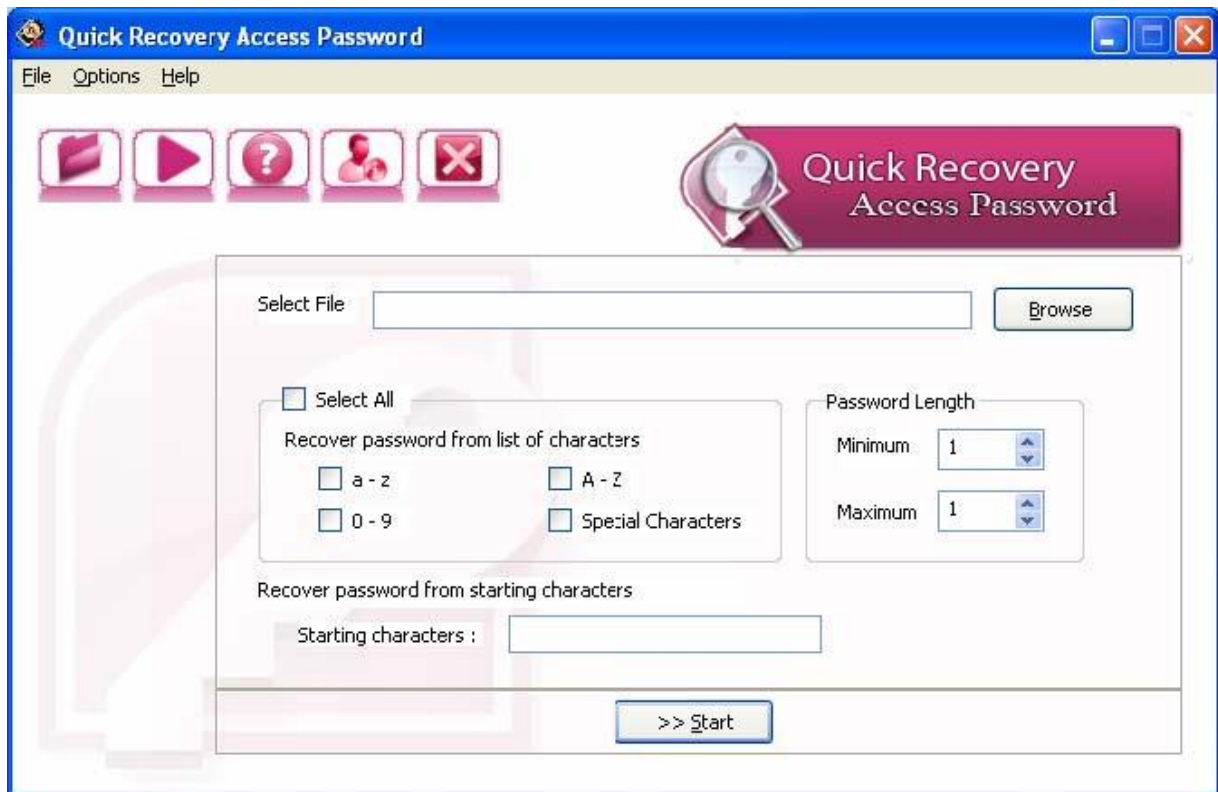 Quick Recovery Access Password
File Options Help
?
Quick Recovery
Access Password
Select File
Browse
Select All
Recover password from list of characters
a - z
A - Z
0 - 9
Special Characters
Password Length
Minimum 1
Maximum 1
Recover password from starting characters
Starting characters :
>> Start